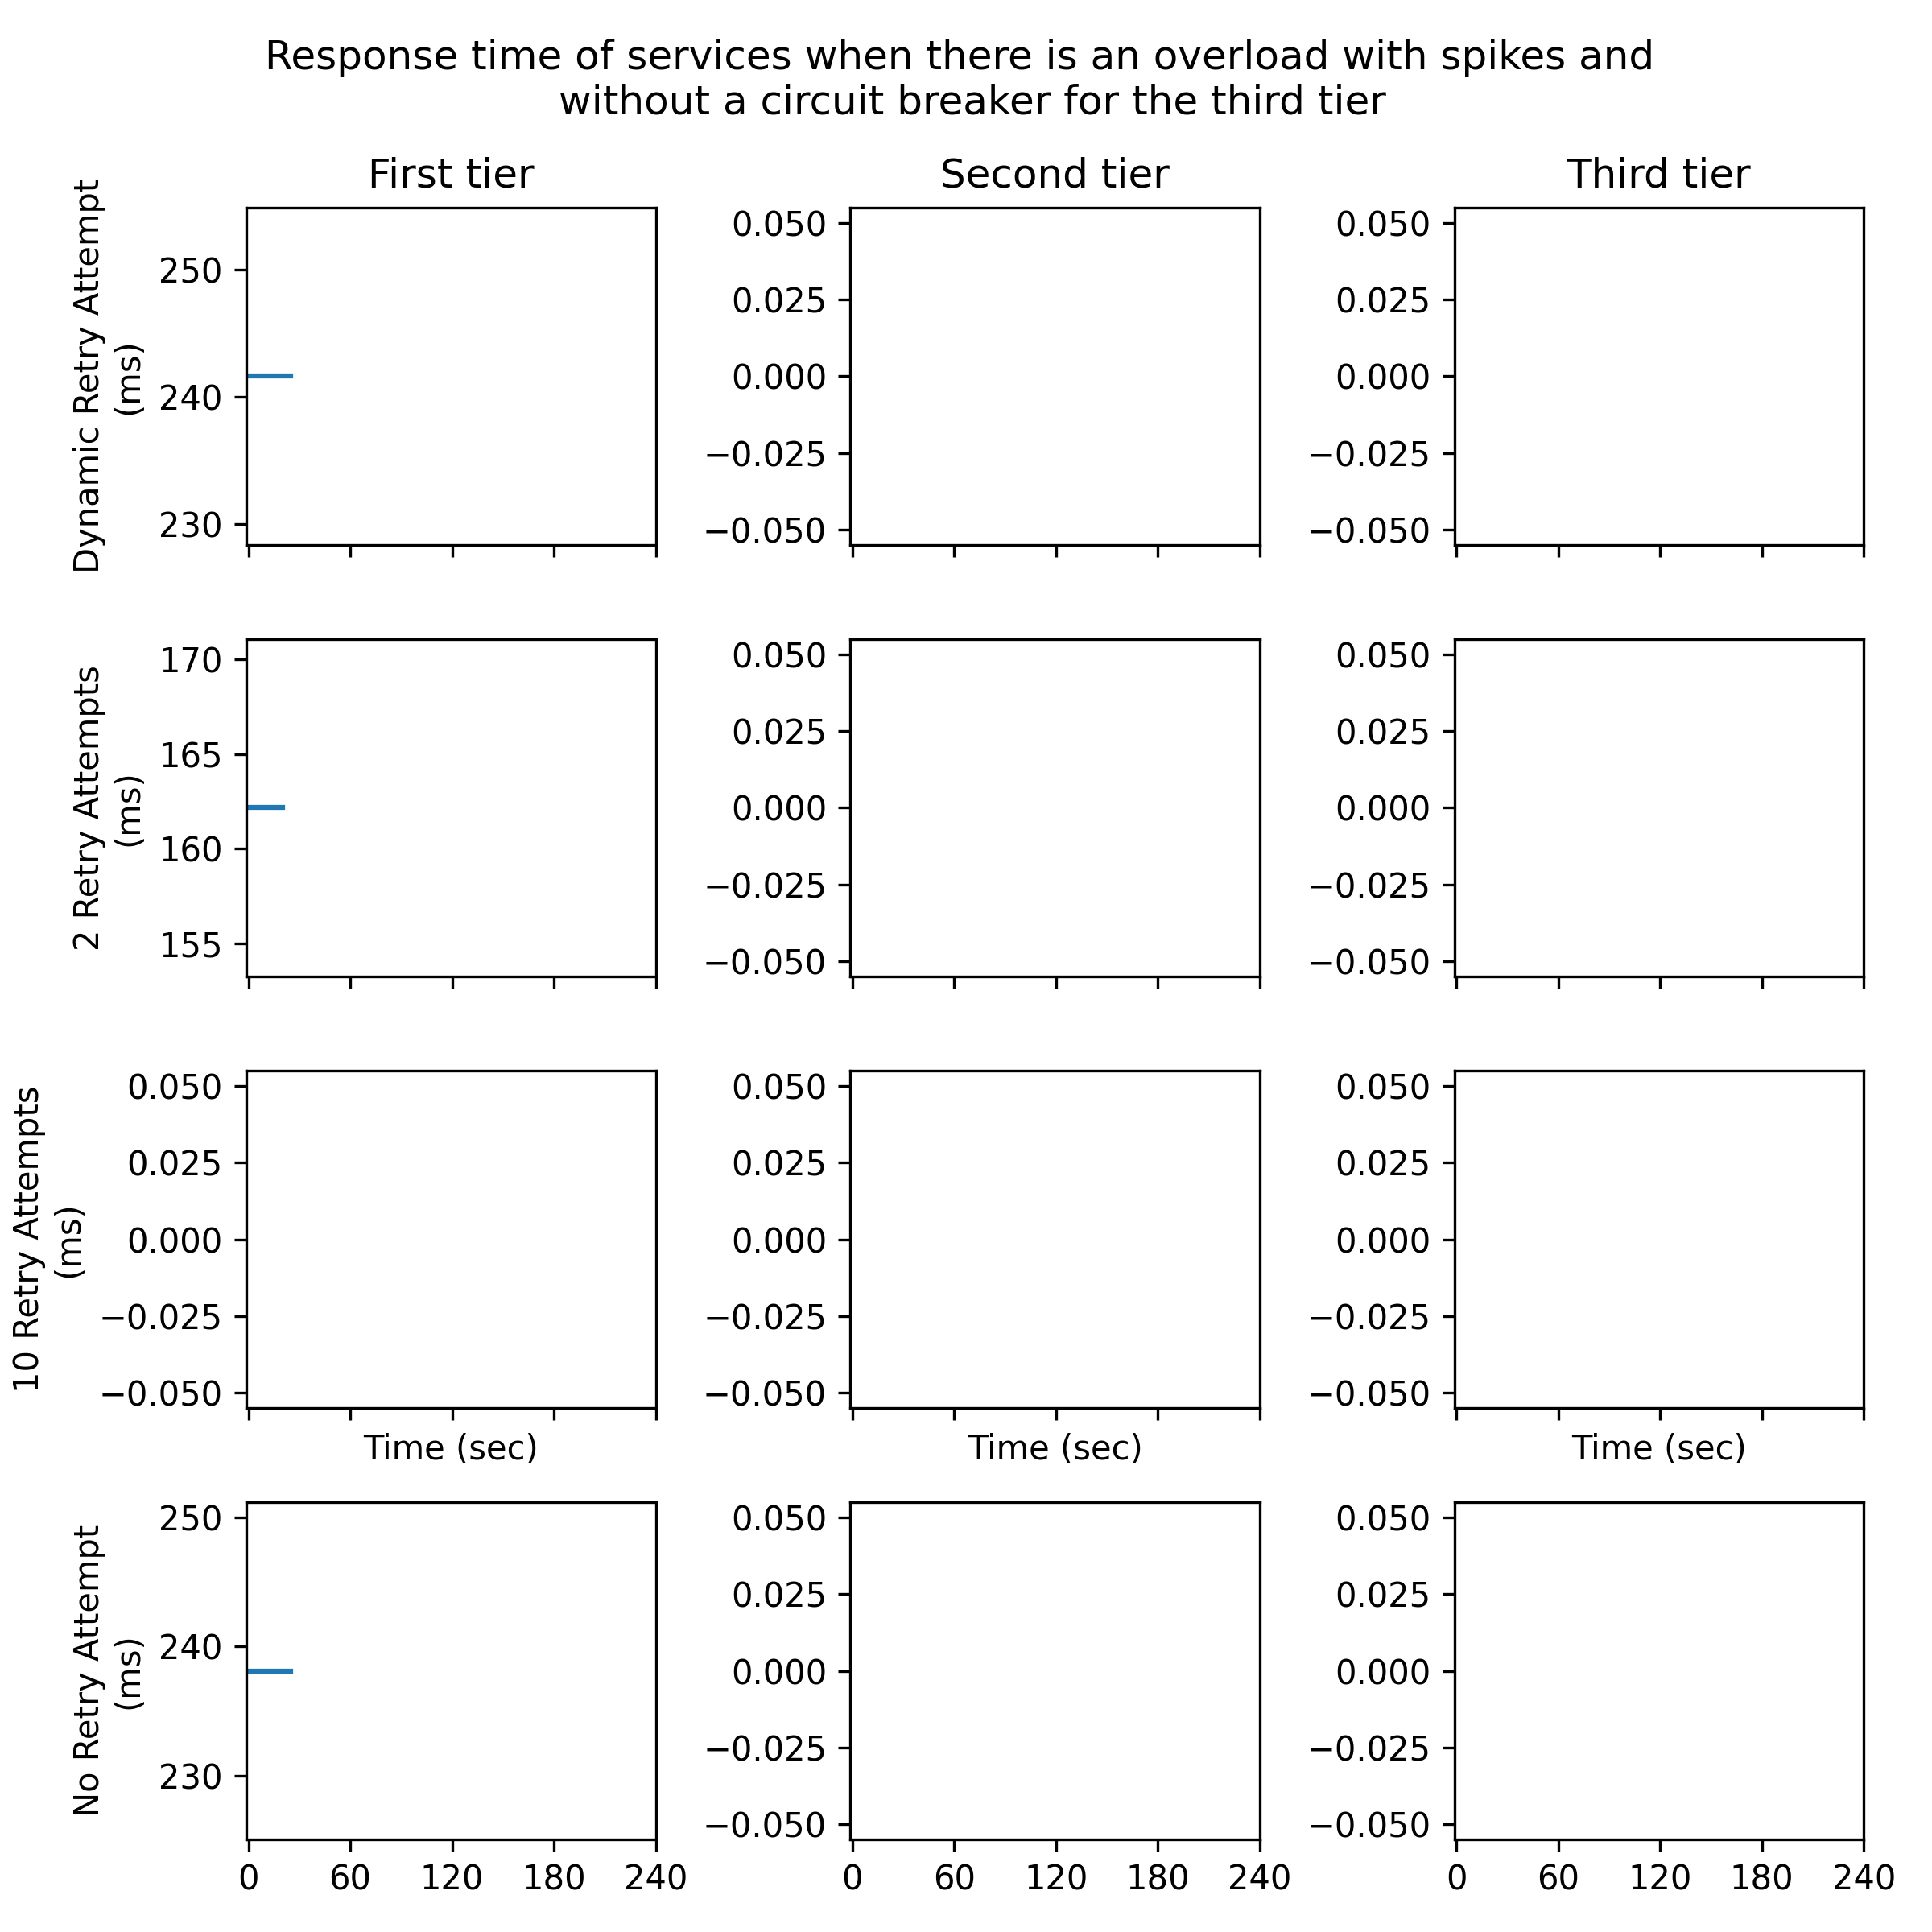 Response time of services when there is an overload with spikes and
without a circuit breaker for the third tier
First tier
Second tier
Third tier
Dynamic Retry Attempt
(ms)
250
240
230
0.050
0.025
0.000
−0.025
−0.050
0.050
0.025
0.000
−0.025
−0.050
2 Retry Attempts
(ms)
170
165
160
155
0.050
0.025
0.000
−0.025
−0.050
0.050
0.025
0.000
−0.025
−0.050
10 Retry Attempts
(ms)
0.050
0.025
0.000
−0.025
−0.050
Time (sec)
0.050
0.025
0.000
−0.025
−0.050
Time (sec)
0.050
0.025
0.000
−0.025
−0.050
Time (sec)
No Retry Attempt
(ms)
250
240
230
0 60 120 180 240
0.050
0.025
0.000
−0.025
−0.050
0 60 120 180 240
0.050
0.025
0.000
−0.025
−0.050
0 60 120 180 240